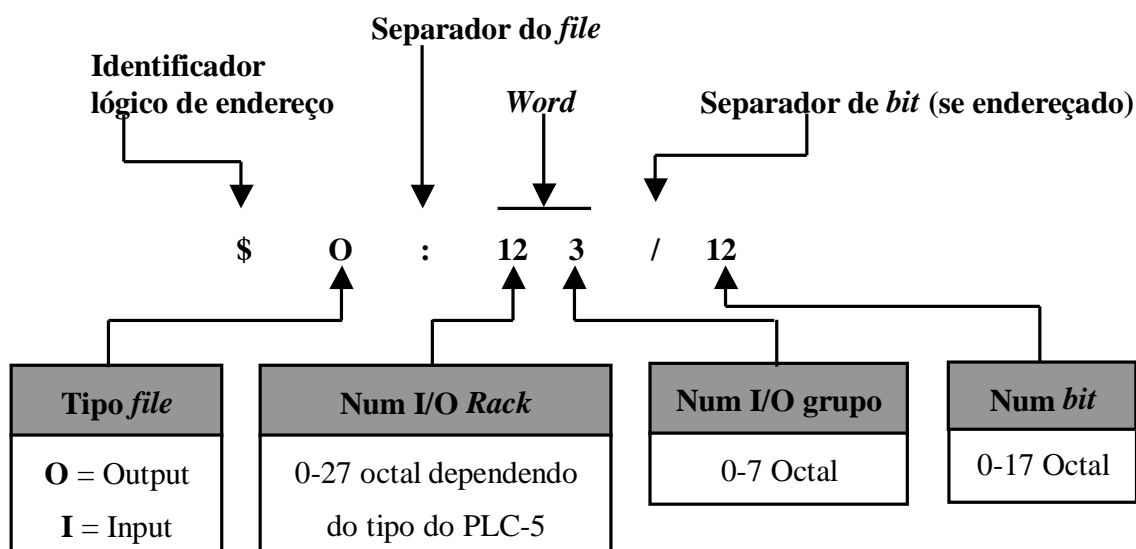 Separador do file
Identificador
lógico de endereço
Word
Separador de bit (se endereçado)
$ O : 12 3 / 12
Tipo file
O = Output
I = Input
Num I/O Rack
0-27 octal dependendo
do tipo do PLC-5
Num I/O grupo
0-7 Octal
Num bit
0-17 Octal